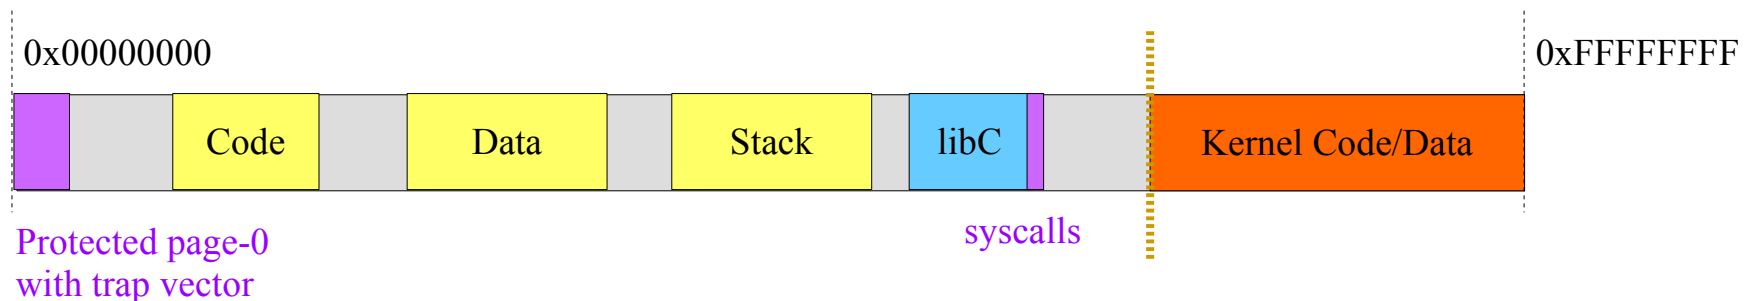 0x00000000
0xFFFFFFFF
Code
Data
Stack
libC
Kernel Code/Data
Protected page-0
with trap vector
syscalls